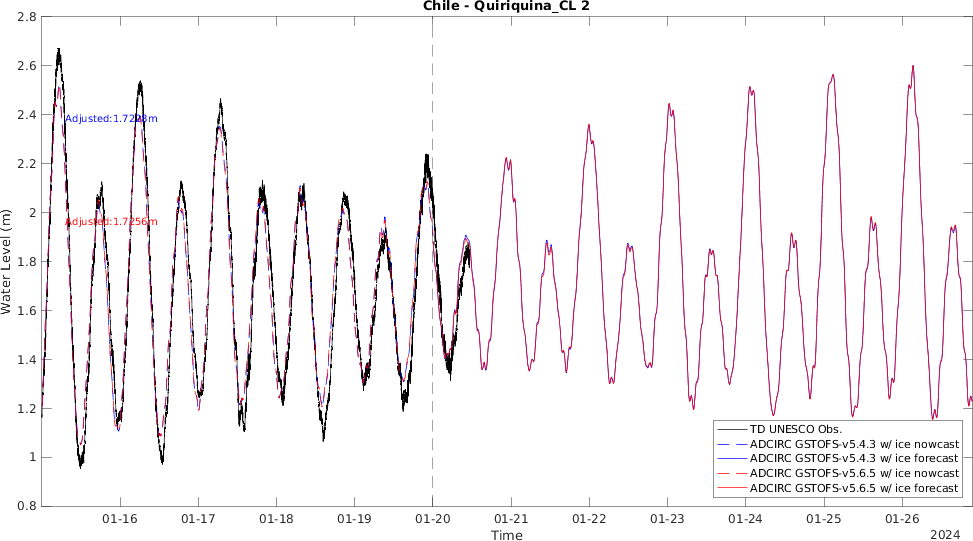 Chile - Quiriquina_CL 2
2.8
2.6
2.4
2.2
2
1.8
1.6
1.4
1.2
1
0.8
Water Level (m)
Adjusted:1.7256m
01-16
01-17
01-18
01-19
01-20
01-21
01-22
01-23
01-24
01-25
01-26
Time
2024
TD UNESCO Obs.
ADCIRC GSTOFS-v5.4.3 w/ ice nowcast
ADCIRC GSTOFS-v5.4.3 w/ ice forecast
ADCIRC GSTOFS-v5.6.5 w/ ice nowcast
ADCIRC GSTOFS-v5.6.5 w/ ice forecast